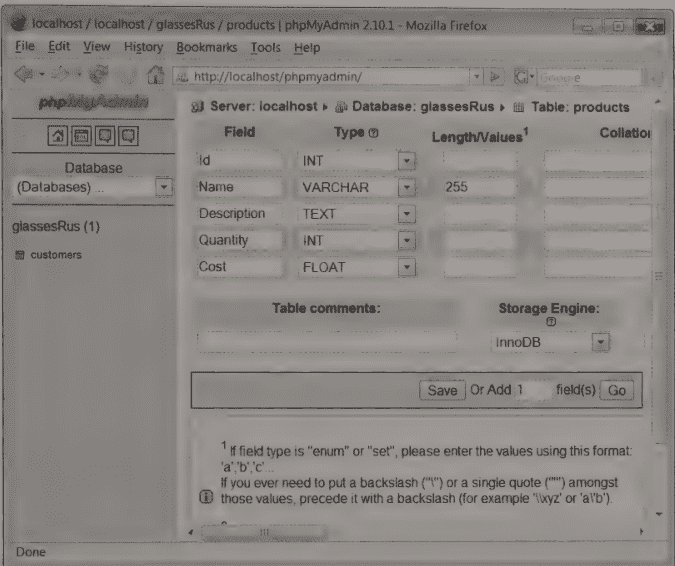 localhost / localhost / glassesRus / products | phpMyAdmin 2.10.1 - Mozilla Firefox
File Edit View History Bookmarks Tools Help
http://localhost/phpmyadmin/
phpMyAdmin
Server: localhost ▸ Database: glassesRus ▸ Table: products
Field Type Length/Values1 Collation
Id INT
Database
(Databases) ...
Name VARCHAR 255
Description TEXT
glassesRus (1)
Quantity INT
customers
Cost FLOAT
Table comments: Storage Engine:
InnoDB
Save Or Add 1 field(s) Go
1 If field type is "enum" or "set", please enter the values using this format:
'a','b','c'...
If you ever need to put a backslash ("\") or a single quote ("'") amongst
those values, precede it with a backslash (for example '\\xyz' or 'a\'b').
Done